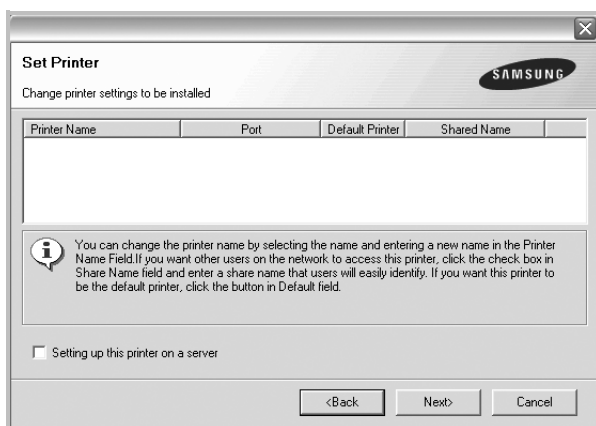 Set Printer
SAMSUNG
Change printer settings to be installed
Printer Name Port Default Printer Shared Name
You can change the printer name by selecting the name and entering a new name in the Printer
Name Field.If you want other users on the network to access this printer, click the check box in
Share Name field and enter a share name that users will easily identify. If you want this printer to
be the default printer, click the button in Default field.
Setting up this printer on a server
<Back Next> Cancel